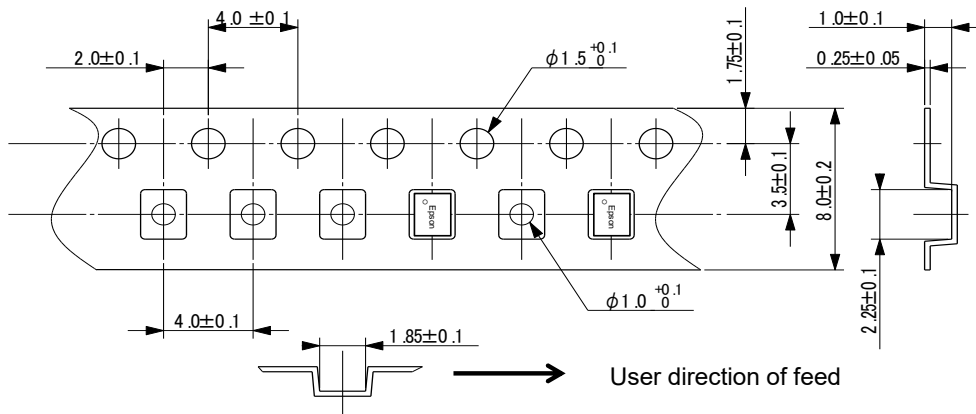 4.0 ±0.1
2.0±0.1
φ1.5 +0.1 0
1.75±0.1
1.0±0.1
0.25±0.05
3.5±0.1
8.0±0.2
2.25±0.1
Epson
Epson
φ1.0 +0.1 0
4.0±0.1
1.85±0.1
User direction of feed